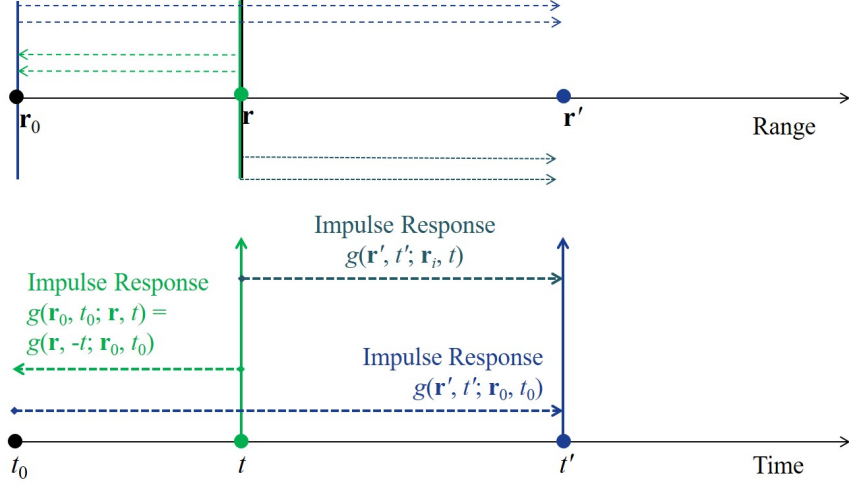 r₀
r
r′
Range
Impulse Response
g(r′, t′; rᵢ, t)
Impulse Response
g(r₀, t₀; r, t) =
g(r, -t; r₀, t₀)
Impulse Response
g(r′, t′; r₀, t₀)
t₀
t
t′
Time